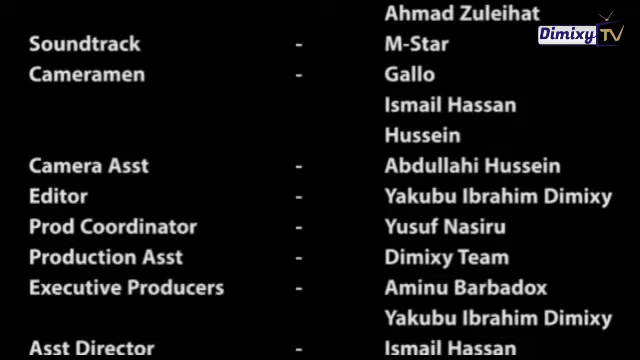 Ahmad Zuleihat
Dimixy TV
Soundtrack - M-Star
Cameramen - Gallo
Ismail Hassan
Hussein
Camera Asst - Abdullahi Hussein
Editor - Yakubu Ibrahim Dimixy
Prod Coordinator - Yusuf Nasiru
Production Asst - Dimixy Team
Executive Producers - Aminu Barbadox
Yakubu Ibrahim Dimixy
Asst Director - Ismail Hassan